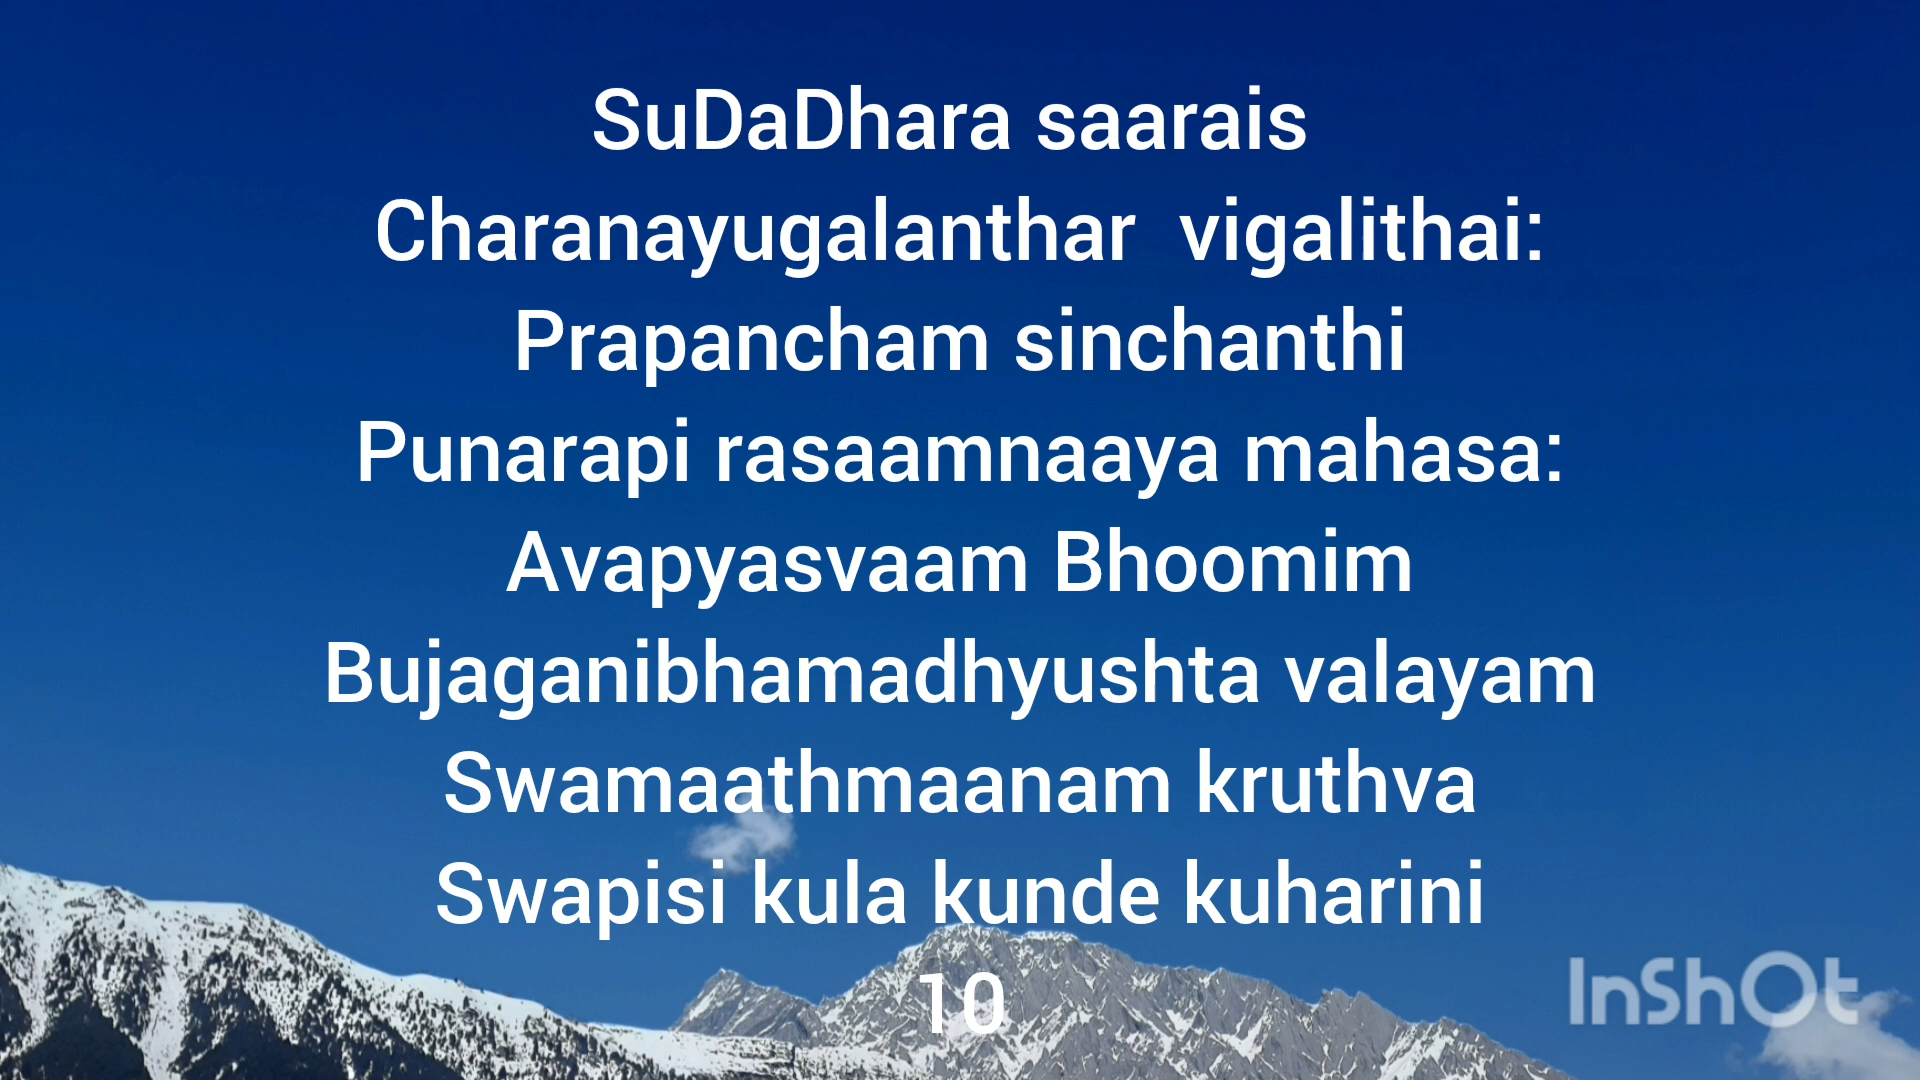 SuDaDhara saarais
Charanayugalanthar vigalithai:
Prapancham sinchanthi
Punarapi rasaamnaaya mahasa:
Avapyasvaam Bhoomim
Bujaganibhamadhyushta valayam
Swamaathmaanam kruthva
Swapisi kula kunde kuharini
10
InShOt